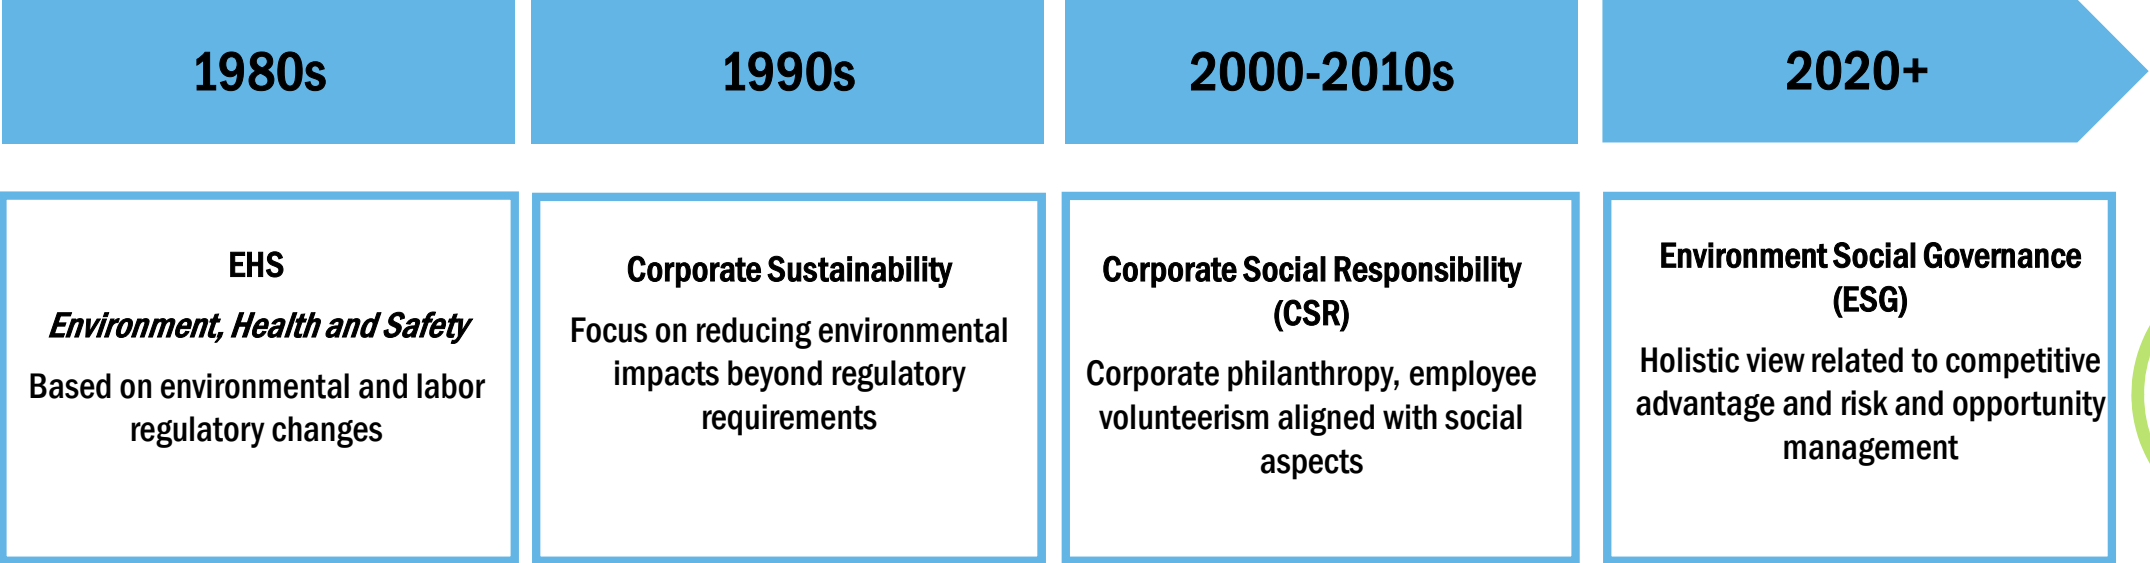 1980s
1990s
2000-2010s
2020+
EHS
Environment, Health and Safety
Based on environmental and labor
regulatory changes
Corporate Sustainability
Focus on reducing environmental
impacts beyond regulatory
requirements
Corporate Social Responsibility
(CSR)
Corporate philanthropy, employee
volunteerism aligned with social
aspects
Environment Social Governance
(ESG)
Holistic view related to competitive
advantage and risk and opportunity
management